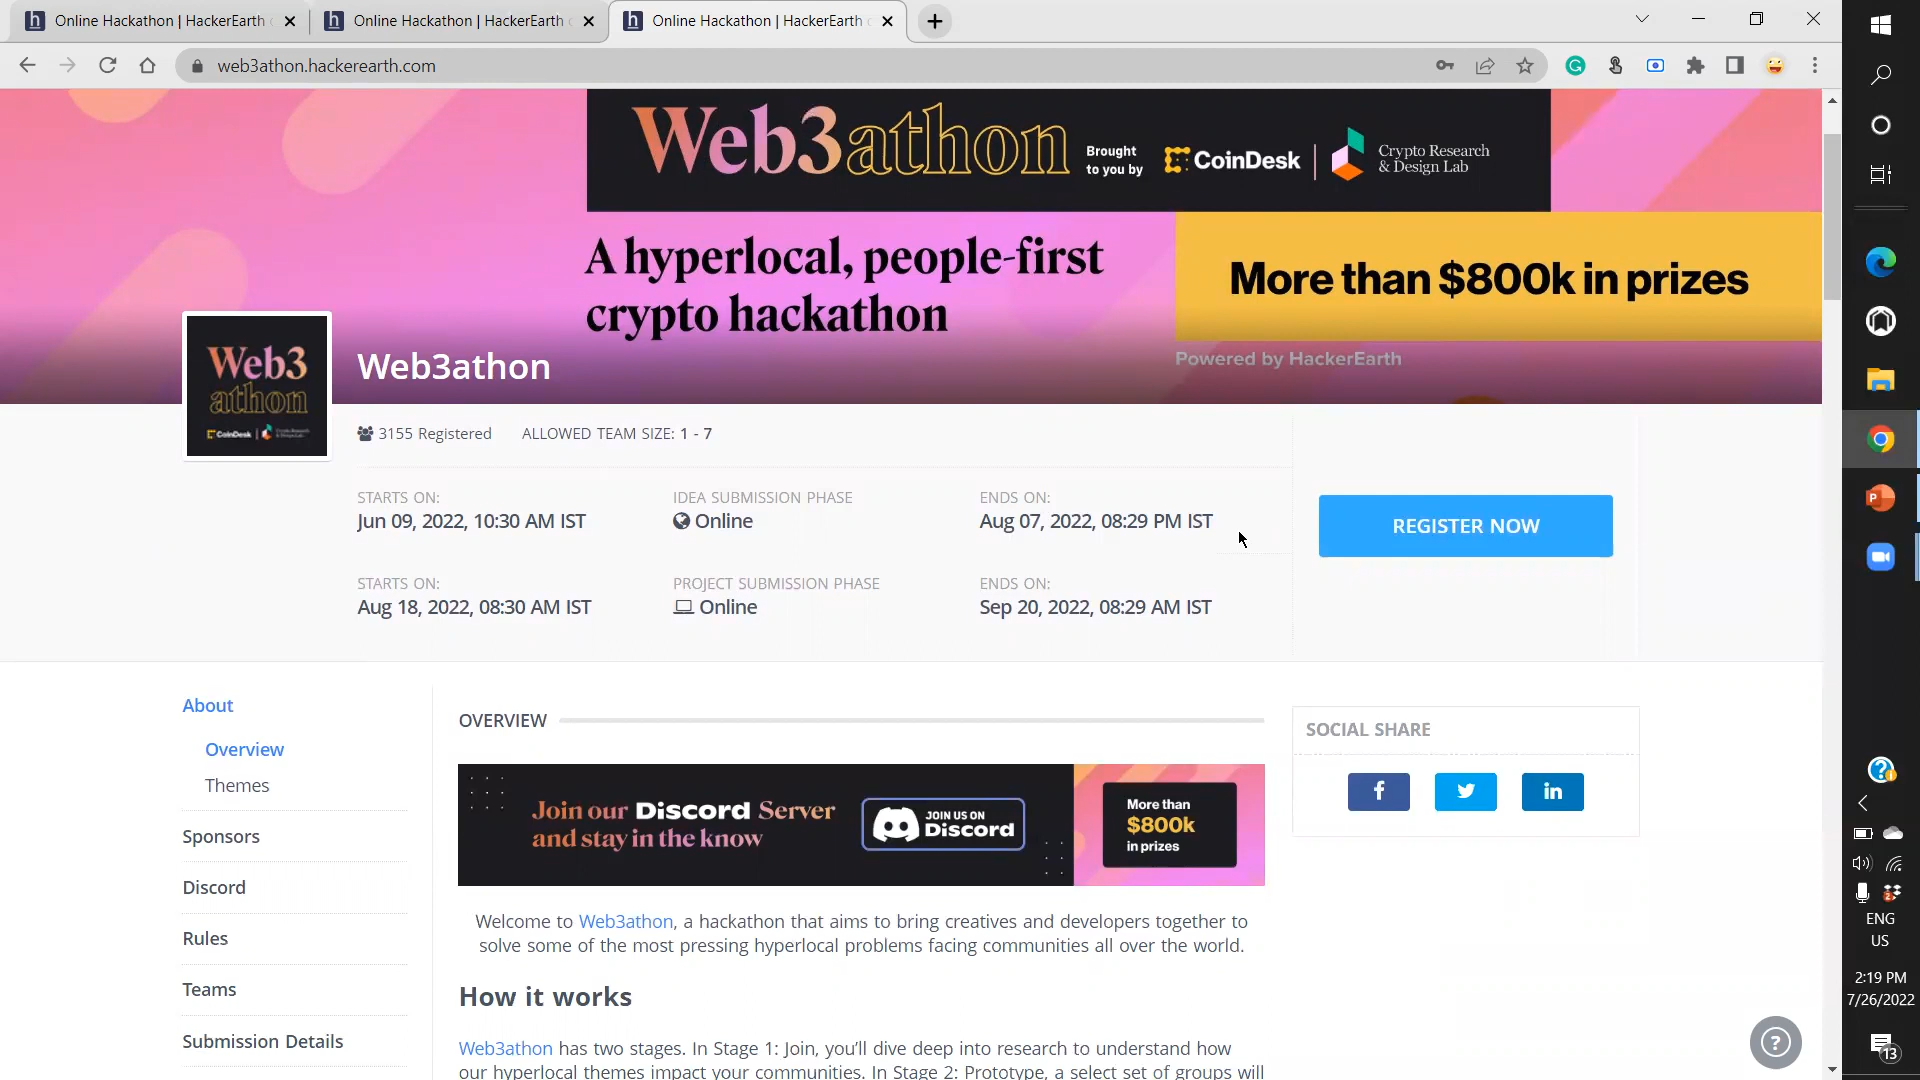 Online Hackathon | HackerEarth
Online Hackathon | HackerEarth
Online Hackathon | HackerEarth
web3athon.hackerearth.com
Web3athon
Brought
to you by
CoinDesk
Crypto Research
& Design Lab
A hyperlocal, people-first
crypto hackathon
More than $800k in prizes
Powered by HackerEarth
Web3
athon
CoinDesk
Web3athon
3155 Registered
ALLOWED TEAM SIZE: 1 - 7
STARTS ON:
Jun 09, 2022, 10:30 AM IST
IDEA SUBMISSION PHASE
Online
ENDS ON:
Aug 07, 2022, 08:29 PM IST
STARTS ON:
Aug 18, 2022, 08:30 AM IST
PROJECT SUBMISSION PHASE
Online
ENDS ON:
Sep 20, 2022, 08:29 AM IST
REGISTER NOW
About
Overview
Themes
Sponsors
Discord
Rules
Teams
Submission Details
OVERVIEW
Join our Discord Server
and stay in the know
JOIN US ON
Discord
More than
$800k
in prizes
Welcome to Web3athon, a hackathon that aims to bring creatives and developers together to
solve some of the most pressing hyperlocal problems facing communities all over the world.
How it works
Web3athon has two stages. In Stage 1: Join, you'll dive deep into research to understand how
our hyperlocal themes impact your communities. In Stage 2: Prototype, a select set of groups will
SOCIAL SHARE
ENG
US
2:19 PM
7/26/2022
13